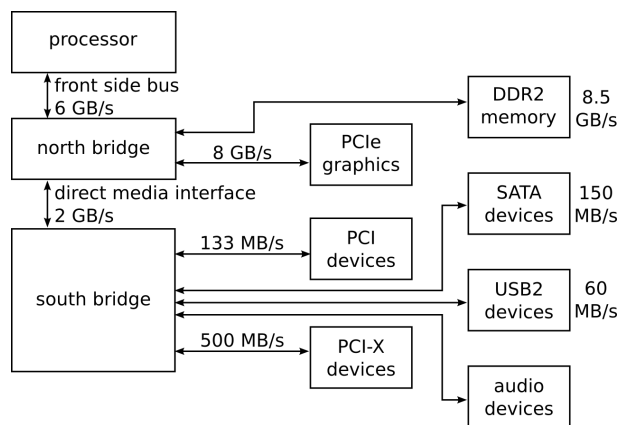 processor
front side bus
6 GB/s
north bridge
8 GB/s
DDR2
memory
8.5
GB/s
PCIe
graphics
direct media interface
2 GB/s
south bridge
133 MB/s
PCI
devices
SATA
devices
150
MB/s
USB2
devices
60
MB/s
500 MB/s
PCI-X
devices
audio
devices